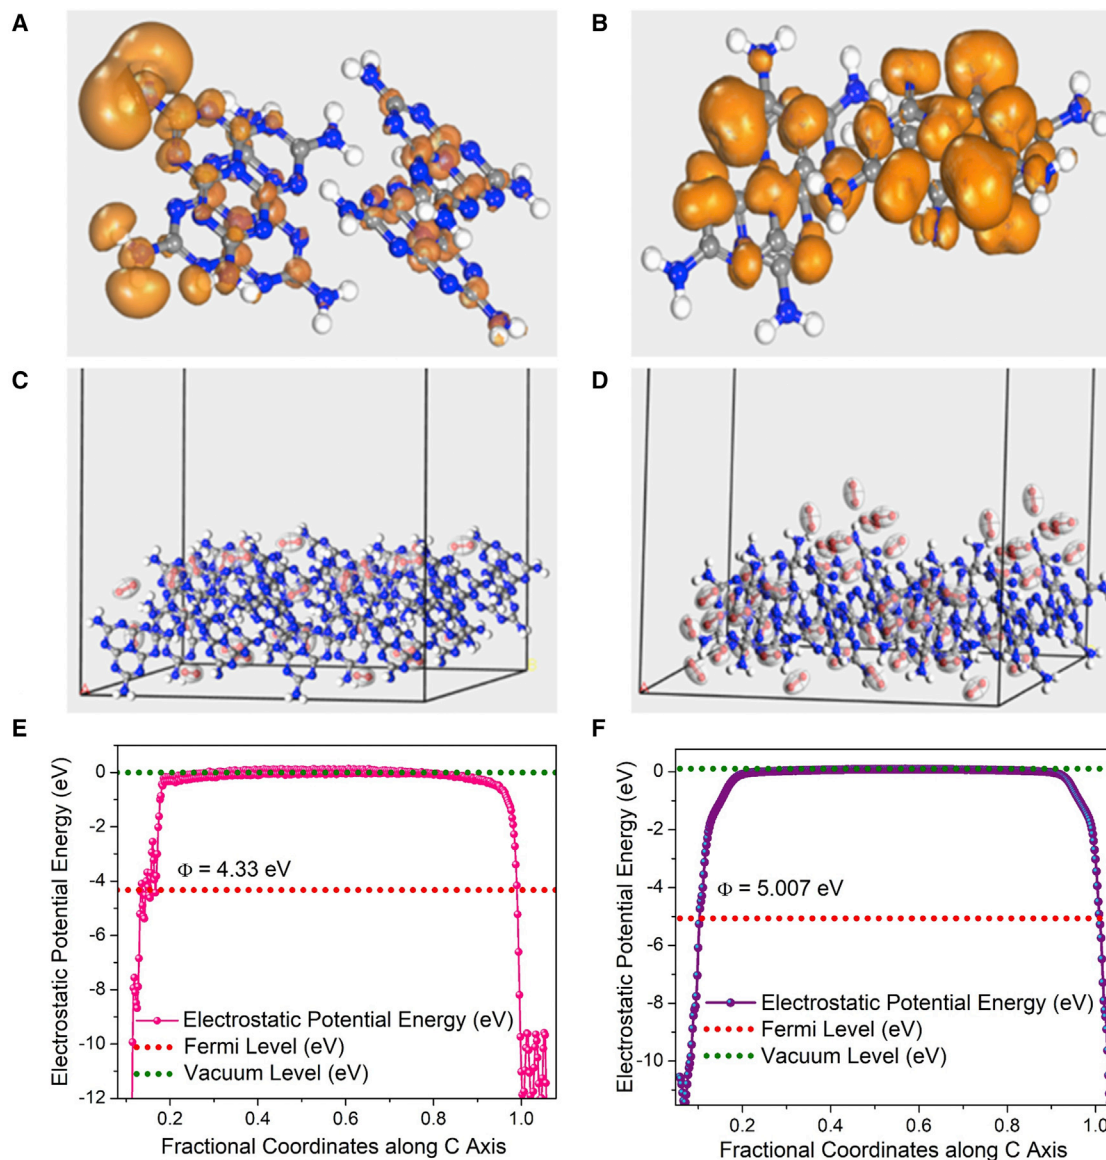 A
B
C
D
E
Electrostatic Potential Energy (eV)
0
-2
-4
-6
-8
-10
-12
Φ = 4.33 eV
Electrostatic Potential Energy (eV)
Fermi Level (eV)
Vacuum Level (eV)
0.2
0.4
0.6
0.8
1.0
Fractional Coordinates along C Axis
F
Electrostatic Potential Energy (eV)
0
-2
-4
-6
-8
-10
Φ = 5.007 eV
Electrostatic Potential Energy (eV)
Fermi Level (eV)
Vacuum Level (eV)
0.2
0.4
0.6
0.8
1.0
Fractional Coordinates along C Axis